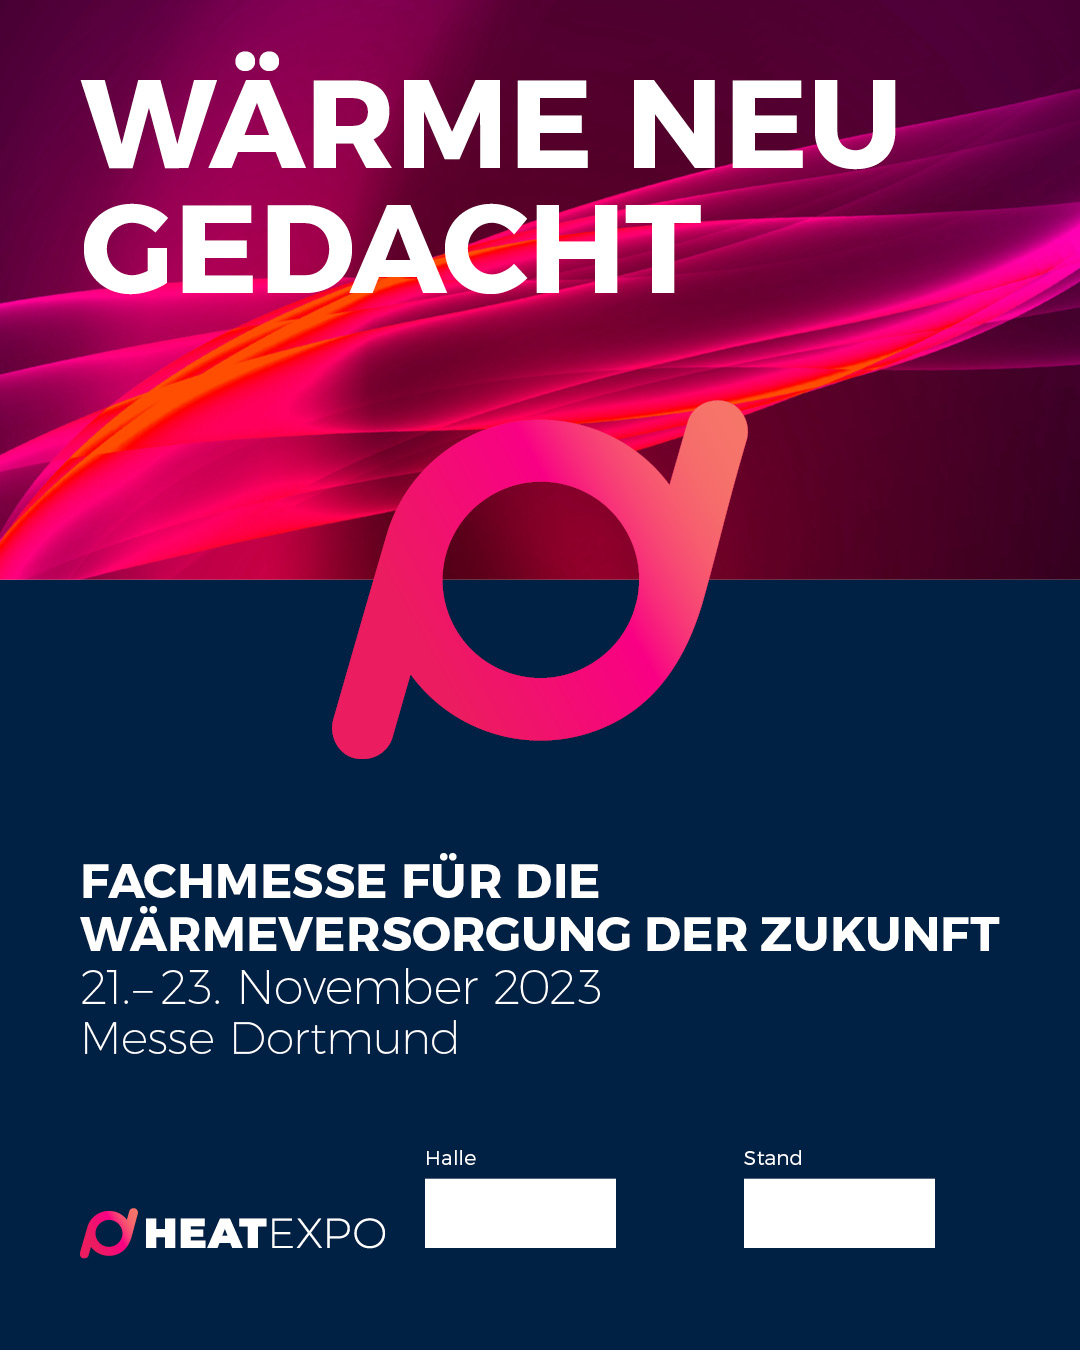 WÄRME NEU
GEDACHT
FACHMESSE FÜR DIE
WÄRMEVERSORGUNG DER ZUKUNFT
21.–23. November 2023
Messe Dortmund
Halle
Stand
HEATEXPO